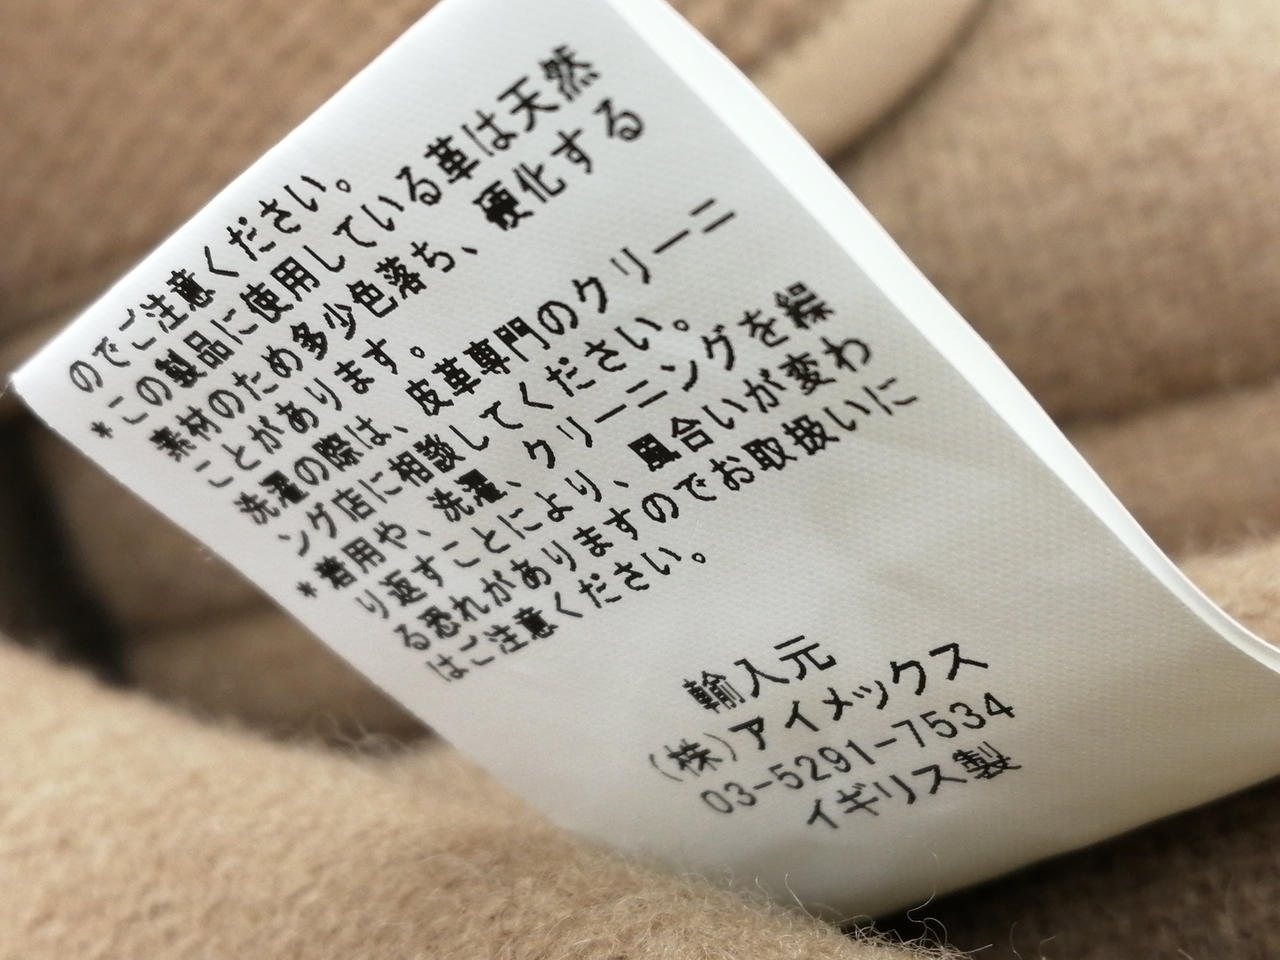 のでご注意ください。
*この製品に使用している革は天然
素材のため多少色落ち、硬化する
ことがあります。
洗濯の際は、皮革専門のクリーニ
ング店に相談してください。
*着用や、洗濯、クリーニングを繰
り返すことにより、風合いが変わ
る恐れがありますのでお取扱いに
はご注意ください。
輸入元
(株)アイメックス
03-5291-7534
イギリス製